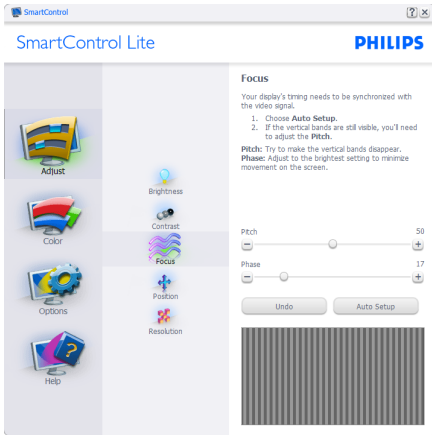 SmartControl
SmartControl Lite
PHILIPS
Adjust
Color
Options
Help
Brightness
Contrast
Focus
Position
Resolution
Focus
Your display's timing needs to be synchronized with
the video signal.
1. Choose Auto Setup.
2. If the vertical bands are still visible, you'll need
to adjust the Pitch.
Pitch: Try to make the vertical bands disappear.
Phase: Adjust to the brightest setting to minimize
movement on the screen.
Pitch 50
Phase 17
Undo Auto Setup